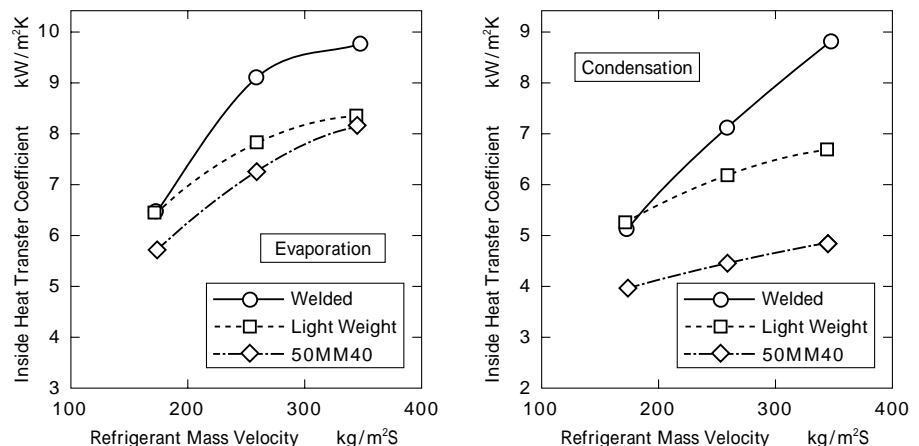 Inside Heat Transfer Coefficient kW/m²K
10
9
8
7
6
5
4
3
Evaporation
Welded
Light Weight
50MM40
100
200
300
400
Refrigerant Mass Velocity kg/m²S
Inside Heat Transfer Coefficient kW/m²K
9
8
7
6
5
4
3
2
Condensation
Welded
Light Weight
50MM40
100
200
300
400
Refrigerant Mass Velocity kg/m²S